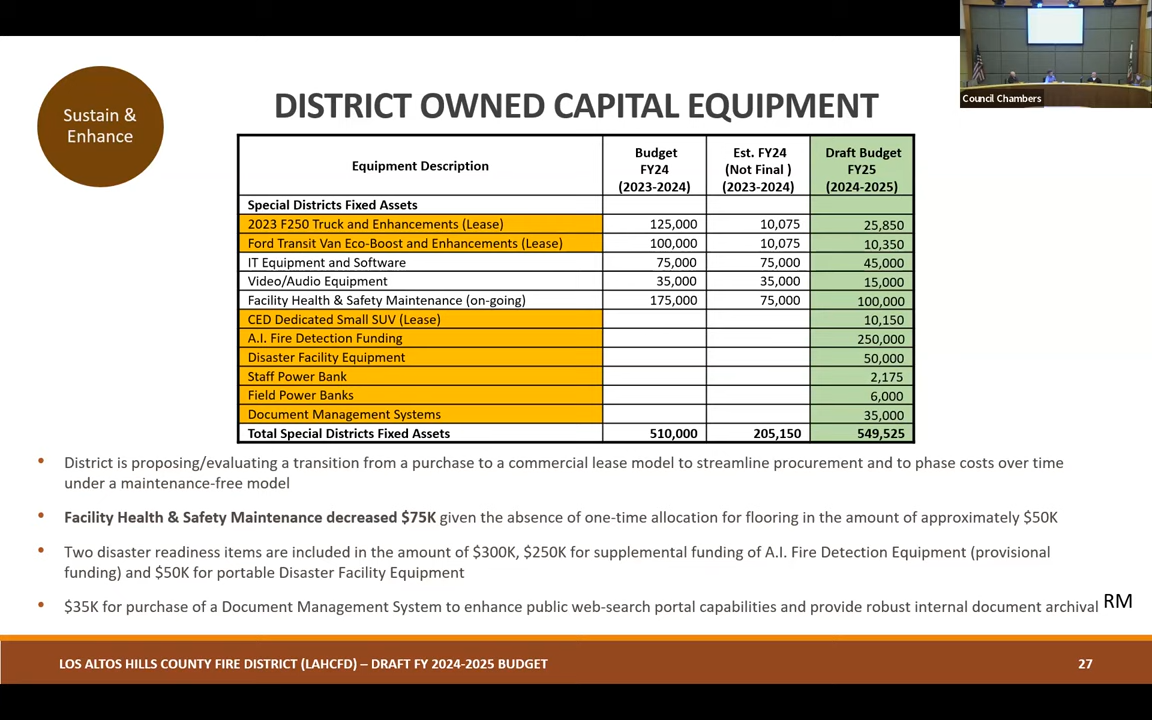 Council Chambers
Sustain &
Enhance
DISTRICT OWNED CAPITAL EQUIPMENT
Equipment Description Budget FY24 (2023-2024) Est. FY24 (Not Final ) (2023-2024) Draft Budget FY25 (2024-2025)
Special Districts Fixed Assets
2023 F250 Truck and Enhancements (Lease) 125,000 10,075 25,850
Ford Transit Van Eco-Boost and Enhancements (Lease) 100,000 10,075 10,350
IT Equipment and Software 75,000 75,000 45,000
Video/Audio Equipment 35,000 35,000 15,000
Facility Health & Safety Maintenance (on-going) 175,000 75,000 100,000
CED Dedicated Small SUV (Lease) 10,150
A.I. Fire Detection Funding 250,000
Disaster Facility Equipment 50,000
Staff Power Bank 2,175
Field Power Banks 6,000
Document Management Systems 35,000
Total Special Districts Fixed Assets 510,000 205,150 549,525
• District is proposing/evaluating a transition from a purchase to a commercial lease model to streamline procurement and to phase costs over time
under a maintenance-free model
• Facility Health & Safety Maintenance decreased $75K given the absence of one-time allocation for flooring in the amount of approximately $50K
• Two disaster readiness items are included in the amount of $300K, $250K for supplemental funding of A.I. Fire Detection Equipment (provisional
funding) and $50K for portable Disaster Facility Equipment
• $35K for purchase of a Document Management System to enhance public web-search portal capabilities and provide robust internal document archival
RM
LOS ALTOS HILLS COUNTY FIRE DISTRICT (LAHCFD) – DRAFT FY 2024-2025 BUDGET
27